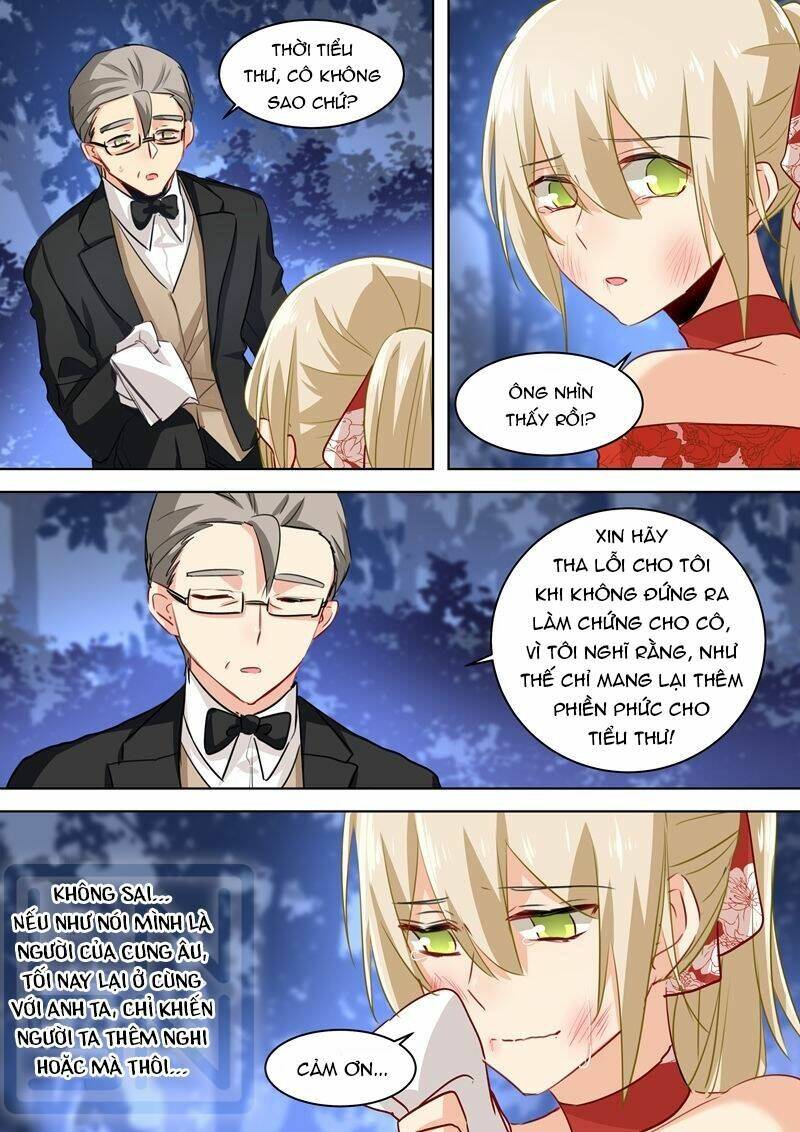 THỜI TIỂU
THƯ, CÔ KHÔNG
SAO CHỨ?
ÔNG NHÌN
THẤY RỒI?
XIN HÃY
THA LỖI CHO TÔI
KHI KHÔNG ĐỨNG RA
LÀM CHỨNG CHO CÔ,
VÌ TÔI NGHĨ RẰNG, NHƯ
THẾ CHỈ MANG LẠI THÊM
PHIỀN PHỨC CHO
TIỂU THƯ!
KHÔNG SAI...
NẾU NHƯ NÓI MÌNH LÀ
NGƯỜI CỦA CUNG ÂU,
TỐI NAY LẠI Ở CÙNG
VỚI ANH TA, CHỈ KHIẾN
NGƯỜI TA THÊM NGHI
HOẶC MÀ THÔI...
CẢM ƠN...